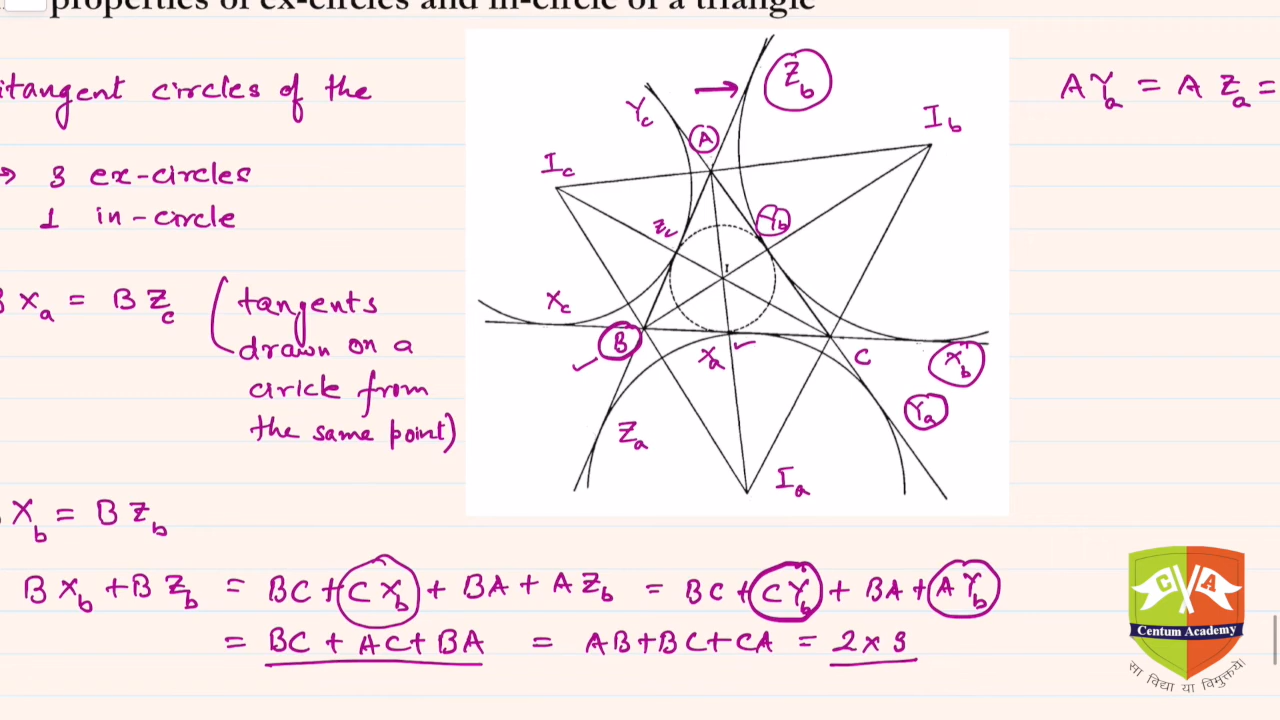 properties of ex-circles and in-circle of a triangle
itangent circles of the
3 ex-circles
1 in-circle
Xa = B Zc (tangents
drawn on a
circle from
the same point)
Xb = B Zb
B Xb + B Zb = BC + C Xb + BA + A Zb = BC + C Yb + BA + A Yb
= BC + AC + BA = AB + BC + CA = 2 x s
A Ya = A Za =
Zb
Yc
A
Ib
Ic
Zc
Yb
I
Xc
B
Xa
C
Xb
Ya
Za
Ia
C A
Centum Academy
सा विद्या या विमुक्तये।